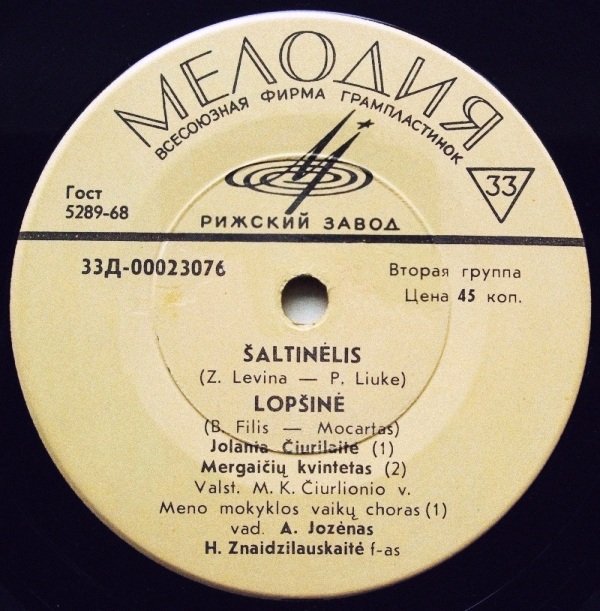 МЕЛОДИЯ
ВСЕСОЮЗНАЯ ФИРМА ГРАМПЛАСТИНОК
Гост
5289-68
33
РИЖСКИЙ ЗАВОД
33Д-00023076
Вторая группа
Цена 45 коп.
ŠALTINĖLIS
(Z. Levina — P. Liuke)
LOPŠINĖ
(B. Filis — Mocartas)
Jolanta Čiurilaitė (1)
Mergaičių kvintetas (2)
Valst. M. K. Čiurlionio v.
Meno mokyklos vaikų choras (1)
vad. A. Jozėnas
H. Znaidzilauskaitė f-as